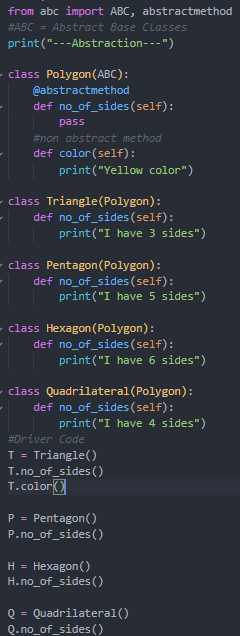 from abc import ABC, abstractmethod
#ABC = Abstract Base Classes
print("---Abstraction---")

class Polygon(ABC):
    @abstractmethod
    def no_of_sides(self):
        pass
    #non abstract method
    def color(self):
        print("Yellow color")

class Triangle(Polygon):
    def no_of_sides(self):
        print("I have 3 sides")

class Pentagon(Polygon):
    def no_of_sides(self):
        print("I have 5 sides")

class Hexagon(Polygon):
    def no_of_sides(self):
        print("I have 6 sides")

class Quadrilateral(Polygon):
    def no_of_sides(self):
        print("I have 4 sides")
#Driver Code
T = Triangle()
T.no_of_sides()
T.color()

P = Pentagon()
P.no_of_sides()

H = Hexagon()
H.no_of_sides()

Q = Quadrilateral()
Q.no_of_sides()